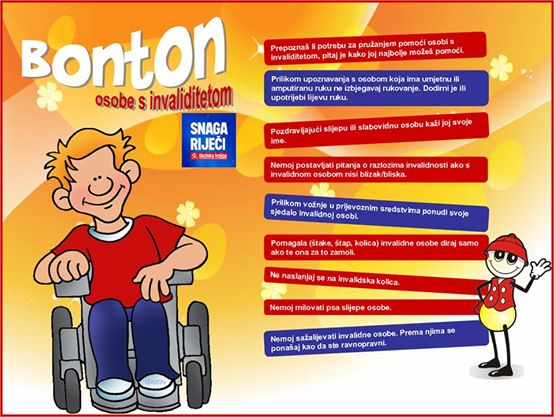 Bonton
osobe s invaliditetom
SNAGA
RIJEČI
školska knjiga
Prepoznaš li potrebu za pružanjem pomoći osobi s
invaliditetom, pitaj je kako joj najbolje možeš pomoći.
Prilikom upoznavanja s osobom koja ima umjetnu ili
amputiranu ruku ne izbjegavaj rukovanje. Dodirni je ili
upotrijebi lijevu ruku.
Pozdravljajući slijepu ili slabovidnu osobu kaži joj svoje
ime.
Nemoj postavljati pitanja o razlozima invalidnosti ako s
invalidnom osobom nisi blizak/bliska.
Prilikom vožnje u prijevoznim sredstvima ponudi svoje
sjedalo invalidnoj osobi.
Pomagala (štake, štap, kolica) invalidne osobe diraj samo
ako te ona za to zamoli.
Ne naslanjaj se na invalidska kolica.
Nemoj milovati psa slijepe osobe.
Nemoj sažalijevati invalidne osobe. Prema njima se
ponašaj kao da ste ravnopravni.
MARTIN